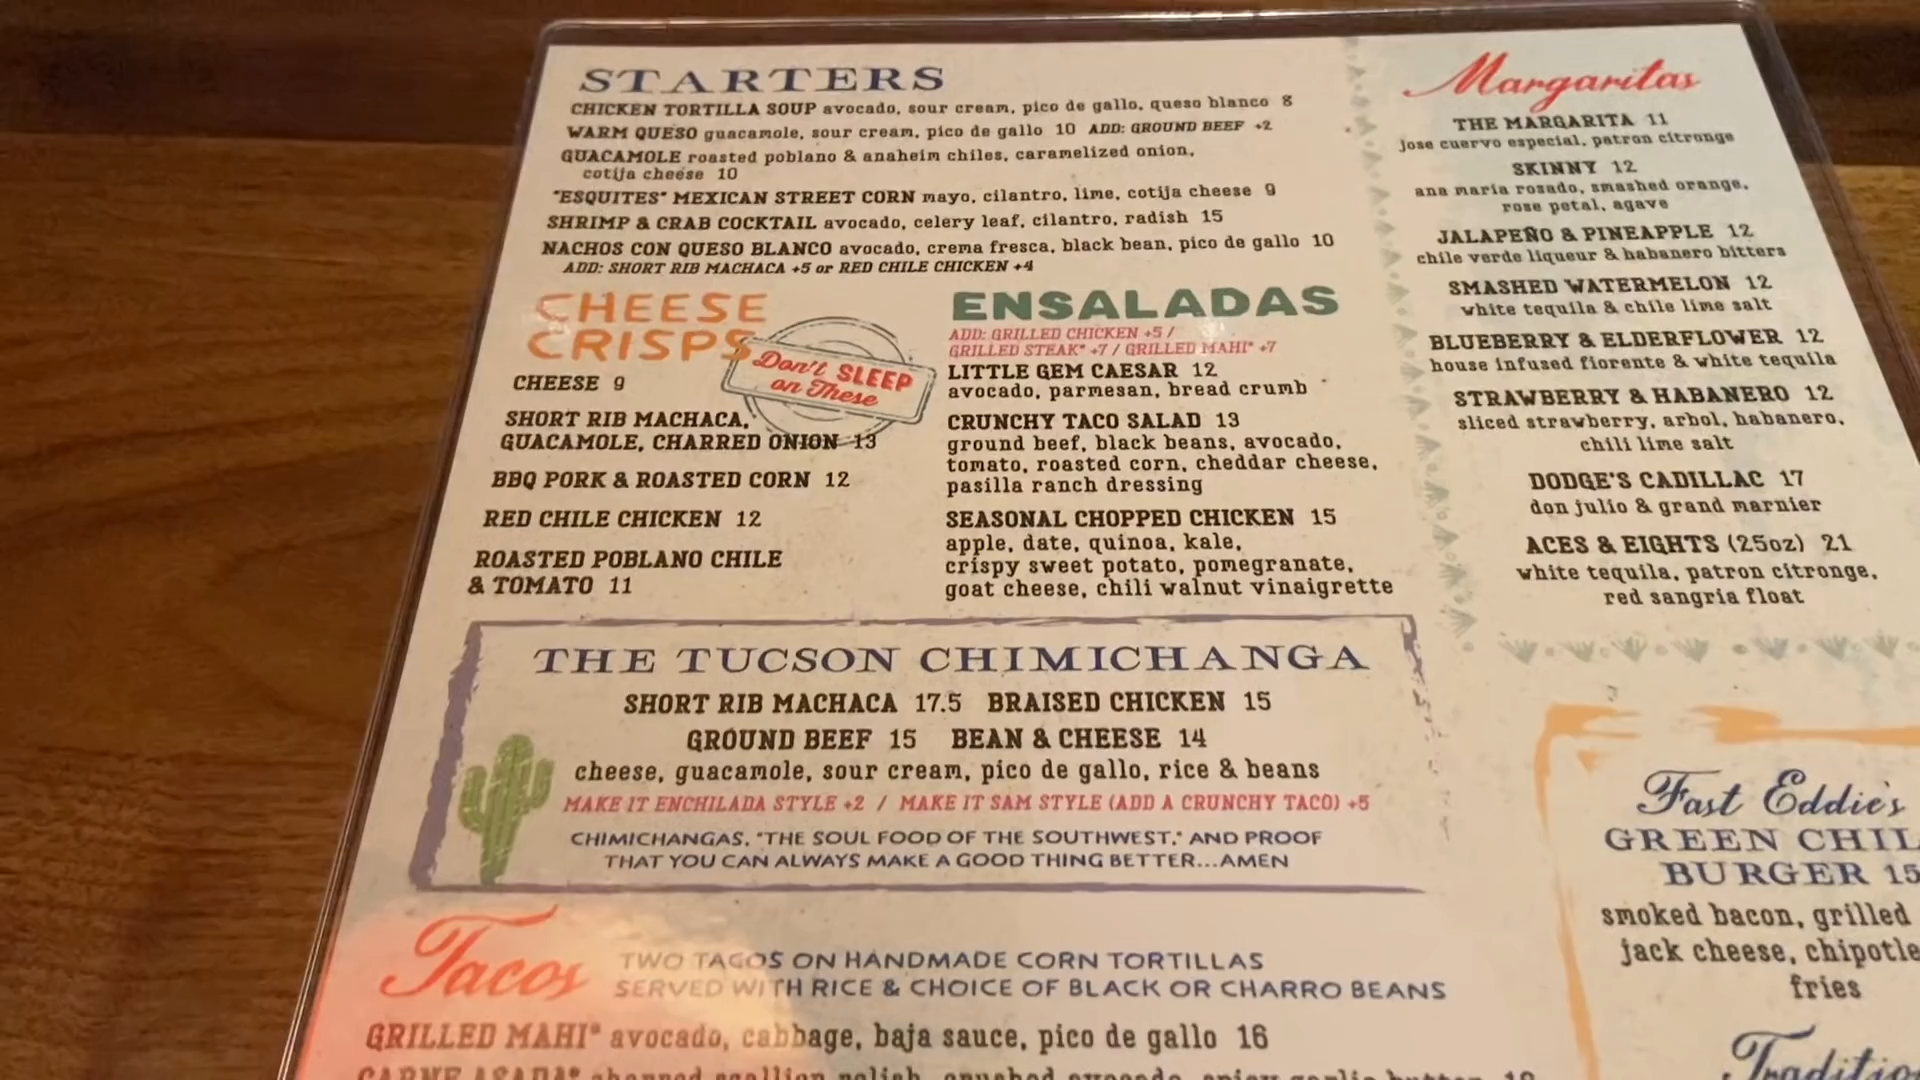 STARTERS
CHICKEN TORTILLA SOUP avocado, sour cream, pico de gallo, queso blanco 8
WARM QUESO guacamole, sour cream, pico de gallo 10 ADD: GROUND BEEF +2
GUACAMOLE roasted poblano & anaheim chiles, caramelized onion,
cotija cheese 10
"ESQUITES" MEXICAN STREET CORN mayo, cilantro, lime, cotija cheese 9
SHRIMP & CRAB COCKTAIL avocado, celery leaf, cilantro, radish 15
NACHOS CON QUESO BLANCO avocado, crema fresca, black bean, pico de gallo 10
ADD: SHORT RIB MACHACA +5 or RED CHILE CHICKEN +4
CHEESE
CRISPS
Don't SLEEP
on These
CHEESE 9
SHORT RIB MACHACA,
GUACAMOLE, CHARRED ONION 13
BBQ PORK & ROASTED CORN 12
RED CHILE CHICKEN 12
ROASTED POBLANO CHILE
& TOMATO 11
ENSALADAS
ADD: GRILLED CHICKEN +5 /
GRILLED STEAK* +7 / GRILLED MAHI* +7
LITTLE GEM CAESAR 12
avocado, parmesan, bread crumb
CRUNCHY TACO SALAD 13
ground beef, black beans, avocado,
tomato, roasted corn, cheddar cheese,
pasilla ranch dressing
SEASONAL CHOPPED CHICKEN 15
apple, date, quinoa, kale,
crispy sweet potato, pomegranate,
goat cheese, chili walnut vinaigrette
THE TUCSON CHIMICHANGA
SHORT RIB MACHACA 17.5 BRAISED CHICKEN 15
GROUND BEEF 15 BEAN & CHEESE 14
cheese, guacamole, sour cream, pico de gallo, rice & beans
MAKE IT ENCHILADA STYLE +2 / MAKE IT SAM STYLE (ADD A CRUNCHY TACO) +5
CHIMICHANGAS, "THE SOUL FOOD OF THE SOUTHWEST," AND PROOF
THAT YOU CAN ALWAYS MAKE A GOOD THING BETTER...AMEN
Tacos
TWO TACOS ON HANDMADE CORN TORTILLAS
SERVED WITH RICE & CHOICE OF BLACK OR CHARRO BEANS
GRILLED MAHI* avocado, cabbage, baja sauce, pico de gallo 16
CARNE ASADA*
Margaritas
THE MARGARITA 11
jose cuervo especial, patron citronge
SKINNY 12
ana maria rosado, smashed orange,
rose petal, agave
JALAPEÑO & PINEAPPLE 12
chile verde liqueur & habanero bitters
SMASHED WATERMELON 12
white tequila & chile lime salt
BLUEBERRY & ELDERFLOWER 12
house infused fiorente & white tequila
STRAWBERRY & HABANERO 12
sliced strawberry, arbol, habanero,
chili lime salt
DODGE'S CADILLAC 17
don julio & grand marnier
ACES & EIGHTS (25oz) 21
white tequila, patron citronge,
red sangria float
Fast Eddie's
GREEN CHIL
BURGER 15
smoked bacon, grilled
jack cheese, chipotle
fries